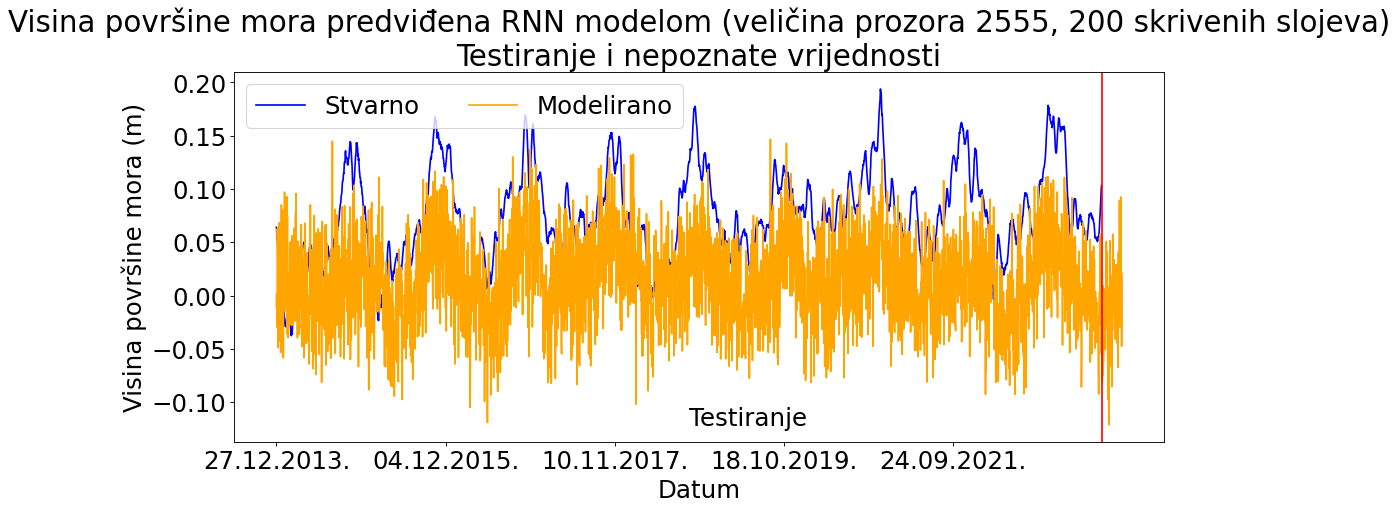 Visina površine mora predviđena RNN modelom (veličina prozora 2555, 200 skrivenih slojeva)
Testiranje i nepoznate vrijednosti
Stvarno
Modelirano
Visina površine mora (m)
0.20
0.15
0.10
0.05
0.00
−0.05
−0.10
Testiranje
27.12.2013.
04.12.2015.
10.11.2017.
18.10.2019.
24.09.2021.
Datum